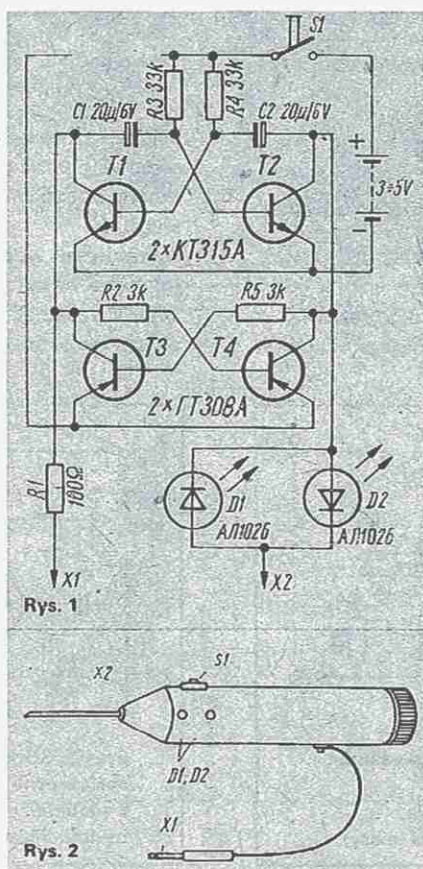 S1
R3 33k
R4 33k
C1 20µ/6V
C2 20µ/6V
T1
T2
+
3÷5V
-
2×KT315A
R2 3k
R5 3k
T3
T4
2×ГТ308А
R1
100Ω
D1
АЛ102б
D2
АЛ102б
X1
X2
Rys. 1
X2
S1
D1, D2
X1
Rys. 2